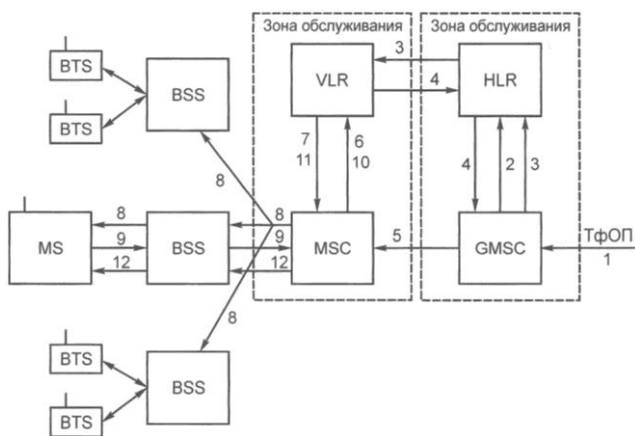 Зона обслуживания
Зона обслуживания
BTS
BTS
BSS
VLR
3
4
HLR
7
11
6
10
4
2
3
8
8
8
MS
9
BSS
9
MSC
5
GMSC
ТфОП
1
12
12
8
BTS
BTS
BSS